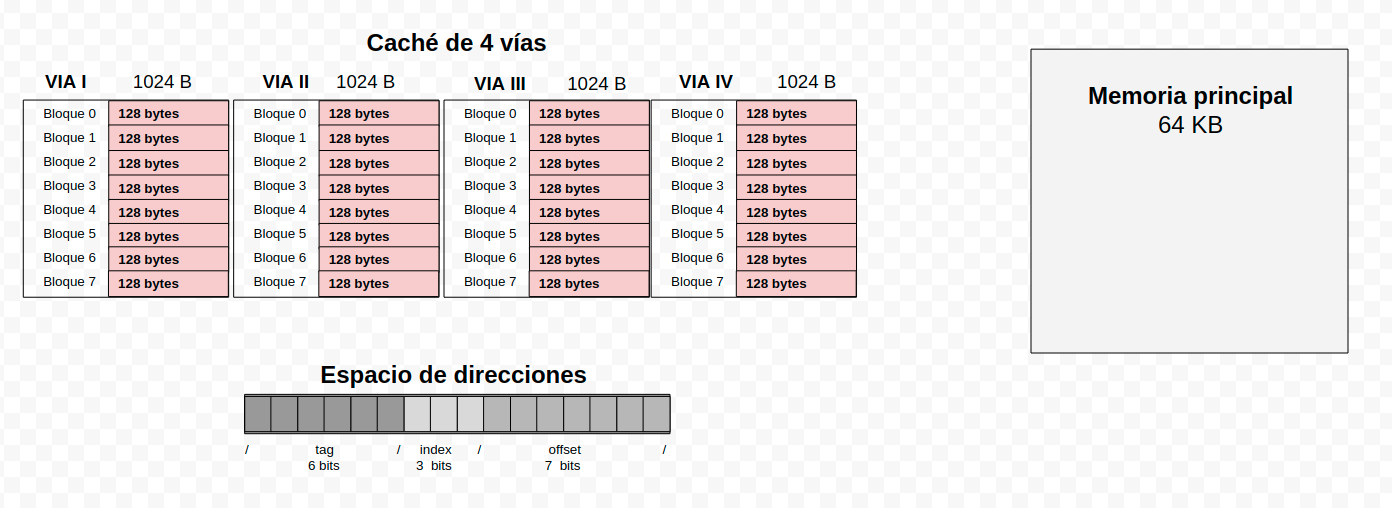 Caché de 4 vías
VIA I 1024 B VIA II 1024 B VIA III 1024 B VIA IV 1024 B
Bloque 0 128 bytes Bloque 0 128 bytes Bloque 0 128 bytes Bloque 0 128 bytes
Bloque 1 128 bytes Bloque 1 128 bytes Bloque 1 128 bytes Bloque 1 128 bytes
Bloque 2 128 bytes Bloque 2 128 bytes Bloque 2 128 bytes Bloque 2 128 bytes
Bloque 3 128 bytes Bloque 3 128 bytes Bloque 3 128 bytes Bloque 3 128 bytes
Bloque 4 128 bytes Bloque 4 128 bytes Bloque 4 128 bytes Bloque 4 128 bytes
Bloque 5 128 bytes Bloque 5 128 bytes Bloque 5 128 bytes Bloque 5 128 bytes
Bloque 6 128 bytes Bloque 6 128 bytes Bloque 6 128 bytes Bloque 6 128 bytes
Bloque 7 128 bytes Bloque 7 128 bytes Bloque 7 128 bytes Bloque 7 128 bytes
Memoria principal
64 KB
Espacio de direcciones
/ tag / index / offset /
6 bits 3 bits 7 bits